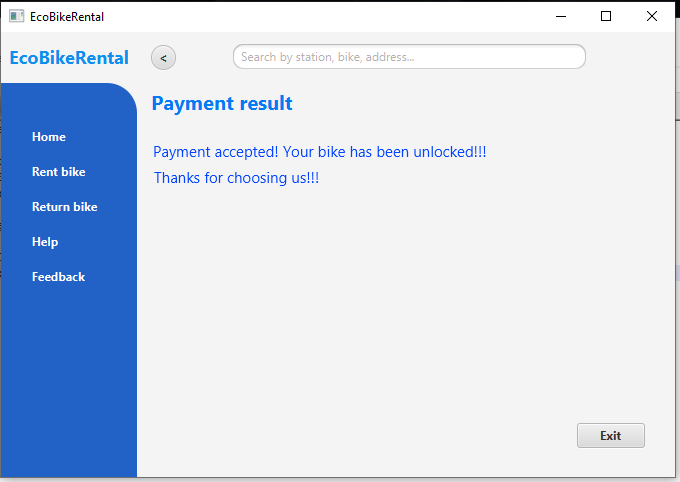 EcoBikeRental
EcoBikeRental
<
Search by station, bike, address...
Home
Rent bike
Return bike
Help
Feedback
Payment result
Payment accepted! Your bike has been unlocked!!!
Thanks for choosing us!!!
Exit